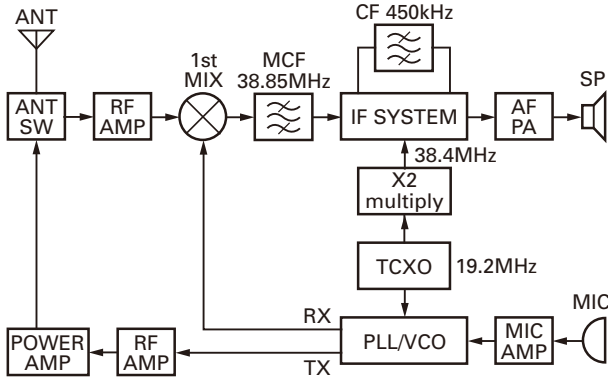 ANT
CF 450kHz
1st
MIX
MCF
38.85MHz
SP
ANT
SW
RF
AMP
IF SYSTEM
AF
PA
38.4MHz
X2
multiply
TCXO
19.2MHz
RX
MIC
POWER
AMP
RF
AMP
TX
PLL/VCO
MIC
AMP